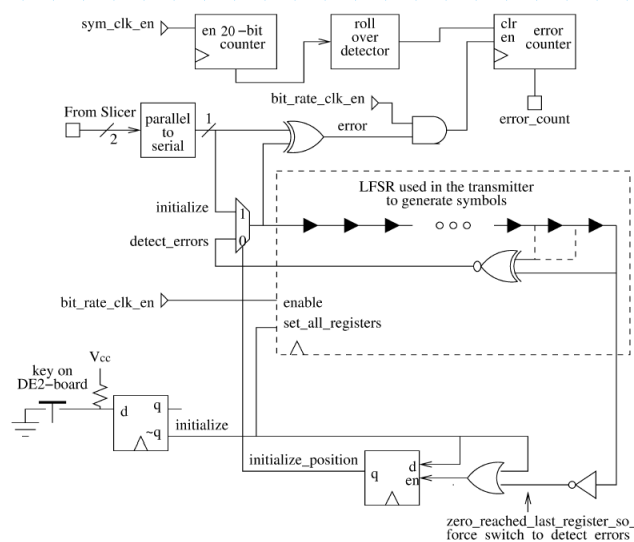 sym_clk_en
en 20-bit
counter
roll
over
detector
clr
en
error
counter
bit_rate_clk_en
error_count
From Slicer
2
parallel
to
serial
1
error
LFSR used in the transmitter
to generate symbols
initialize
1
detect_errors
0
bit_rate_clk_en
enable
set_all_registers
Vcc
key on
DE2-board
d
q
~q
initialize
initialize_position
q
d
en
zero_reached_last_register_so_
force switch to detect errors